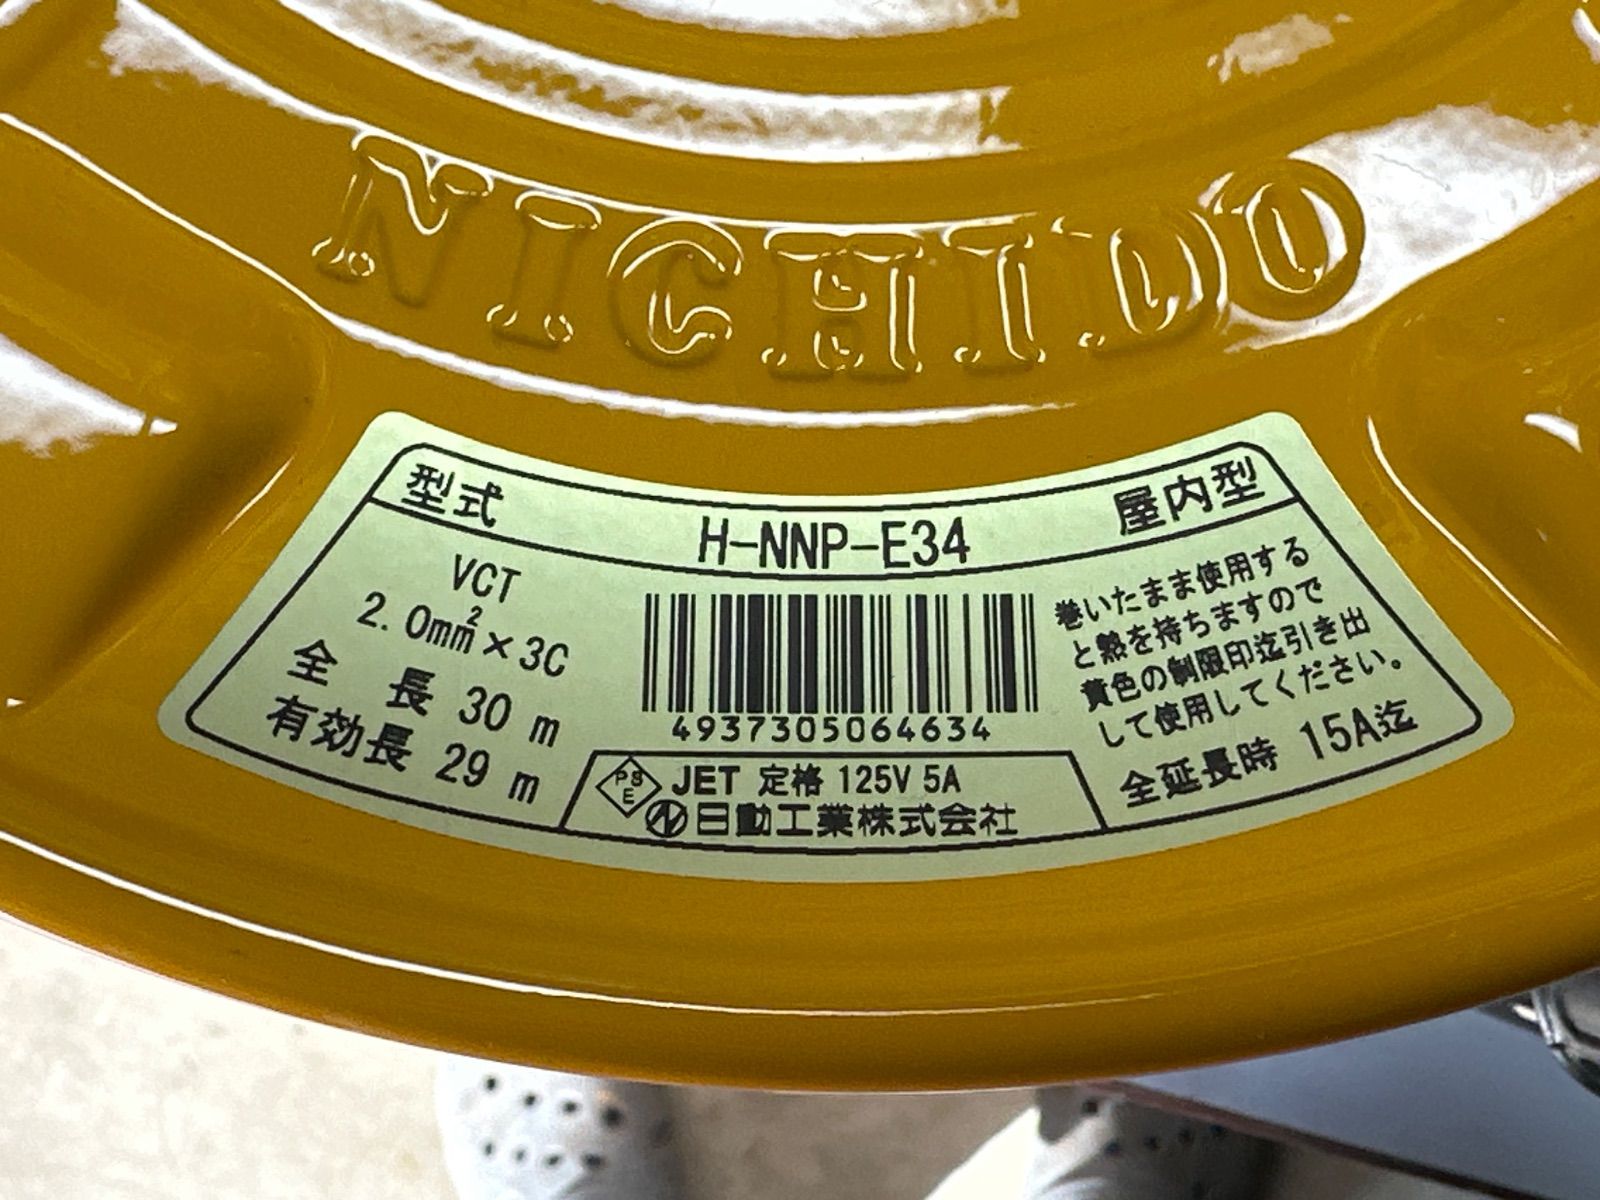 NICHIDO
型式 H-NNP-E34 屋内型
VCT
2.0mm²×3C
全 長 30 m
有効長 29 m
4937305064634
巻いたまま使用する
と熱を持ちますので
黄色の制限印迄引き出
して使用してください。
全延長時 15A迄
PSE JET 定格 125V 5A
日動工業株式会社